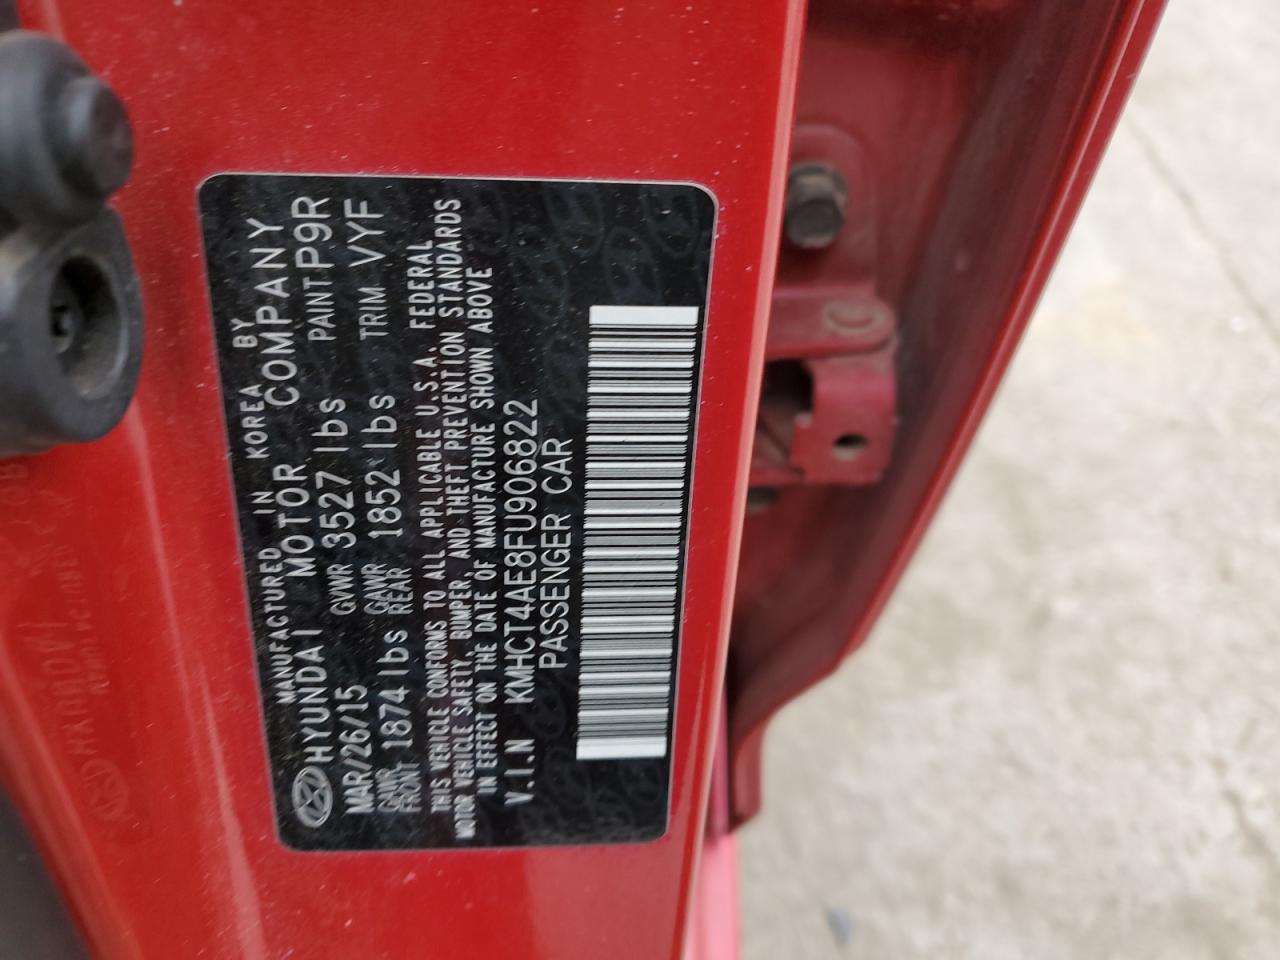 MANUFACTURED IN KOREA BY
HYUNDAI MOTOR COMPANY
MAR/26/15 GVWR 3527 lbs PAINT P9R
GAWR FRONT 1874 lbs GAWR REAR 1852 lbs TRIM VYF
THIS VEHICLE CONFORMS TO ALL APPLICABLE U.S.A. FEDERAL
MOTOR VEHICLE SAFETY, BUMPER, AND THEFT PREVENTION STANDARDS
IN EFFECT ON THE DATE OF MANUFACTURE SHOWN ABOVE
V.I.N KMHCT4AE8FU906822
PASSENGER CAR